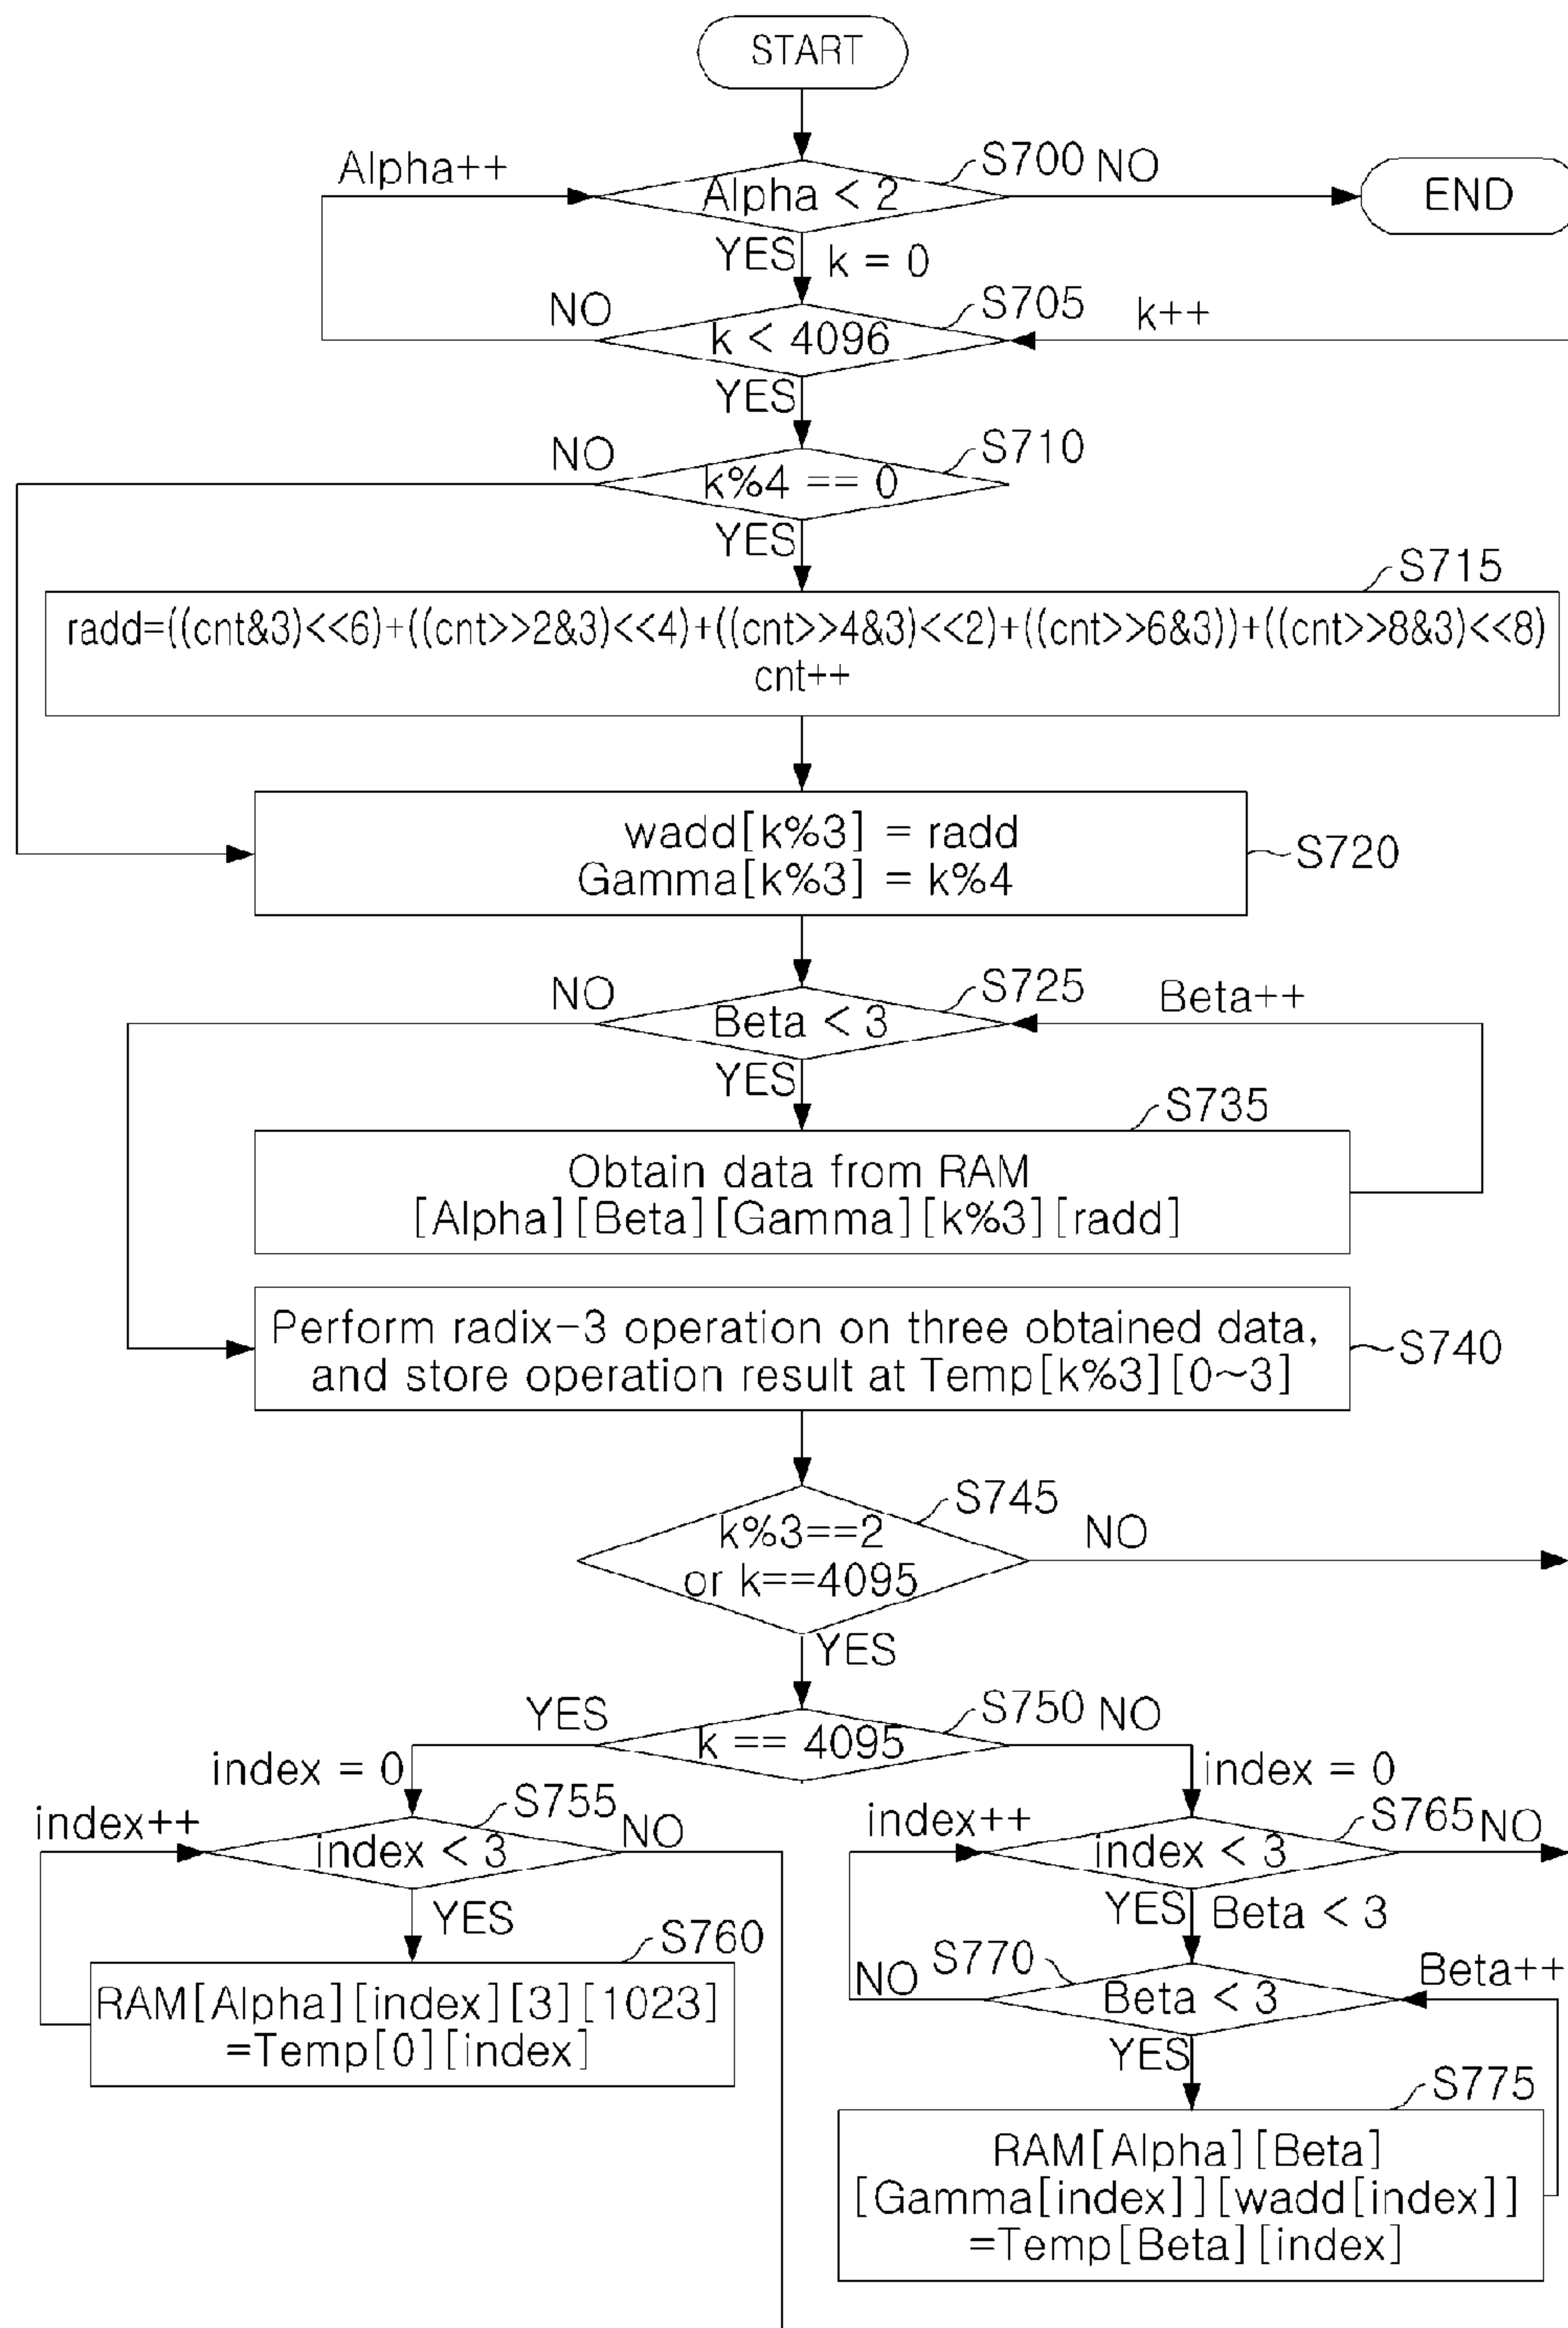 START
Alpha++
S700
NO
Alpha < 2
END
YES
k = 0
NO
S705
k++
k < 4096
YES
NO
S710
k%4 == 0
YES
S715
radd=((cnt&3)<<6)+((cnt>>2&3)<<4)+((cnt>>4&3)<<2)+((cnt>>6&3))+((cnt>>8&3)<<8)
cnt++
wadd[k%3] = radd
Gamma[k%3] = k%4
S720
NO
S725
Beta++
Beta < 3
YES
S735
Obtain data from RAM
[Alpha][Beta][Gamma][k%3][radd]
Perform radix-3 operation on three obtained data,
and store operation result at Temp[k%3][0~3]
S740
S745
k%3==2
or k==4095
NO
YES
YES
S750
NO
k == 4095
index = 0
index = 0
index++
S755
NO
index < 3
index++
S765
NO
index < 3
YES
YES
Beta < 3
S760
RAM[Alpha][index][3][1023]
=Temp[0][index]
NO
S770
Beta++
Beta < 3
YES
S775
RAM[Alpha][Beta]
[Gamma[index]][wadd[index]]
=Temp[Beta][index]